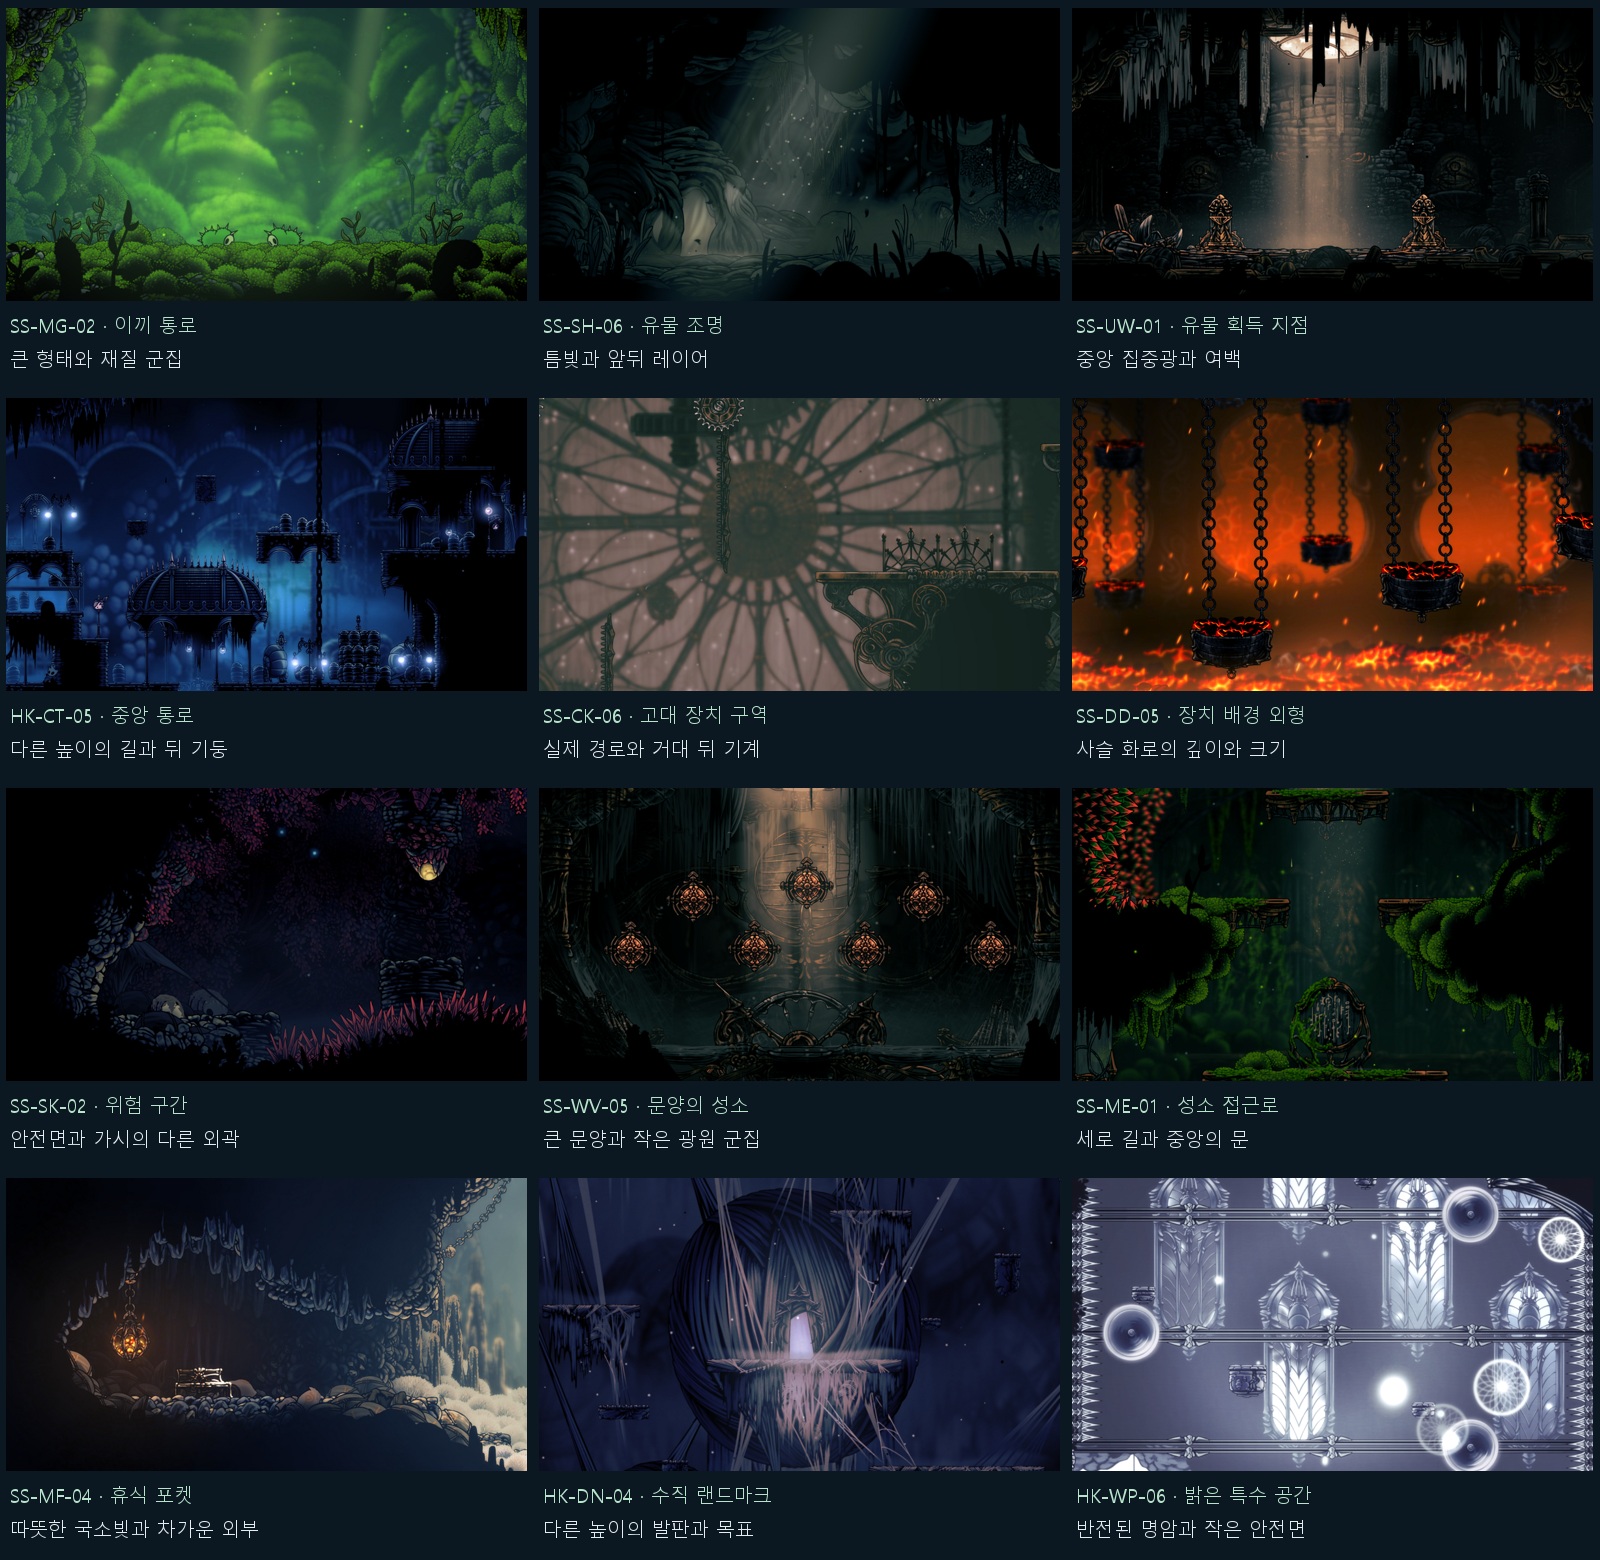 SS-MG-02 · 이끼 통로
큰 형태와 재질 군집
SS-SH-06 · 유물 조명
틈빛과 앞뒤 레이어
SS-UW-01 · 유물 획득 지점
중앙 집중광과 여백
HK-CT-05 · 중앙 통로
다른 높이의 길과 뒤 기둥
SS-CK-06 · 고대 장치 구역
실제 경로와 거대 뒤 기계
SS-DD-05 · 장치 배경 외형
사슬 화로의 깊이와 크기
SS-SK-02 · 위험 구간
안전면과 가시의 다른 외곽
SS-WV-05 · 문양의 성소
큰 문양과 작은 광원 군집
SS-ME-01 · 성소 접근로
세로 길과 중앙의 문
SS-MF-04 · 휴식 포켓
따뜻한 국소빛과 차가운 외부
HK-DN-04 · 수직 랜드마크
다른 높이의 발판과 목표
HK-WP-06 · 밝은 특수 공간
반전된 명암과 작은 안전면